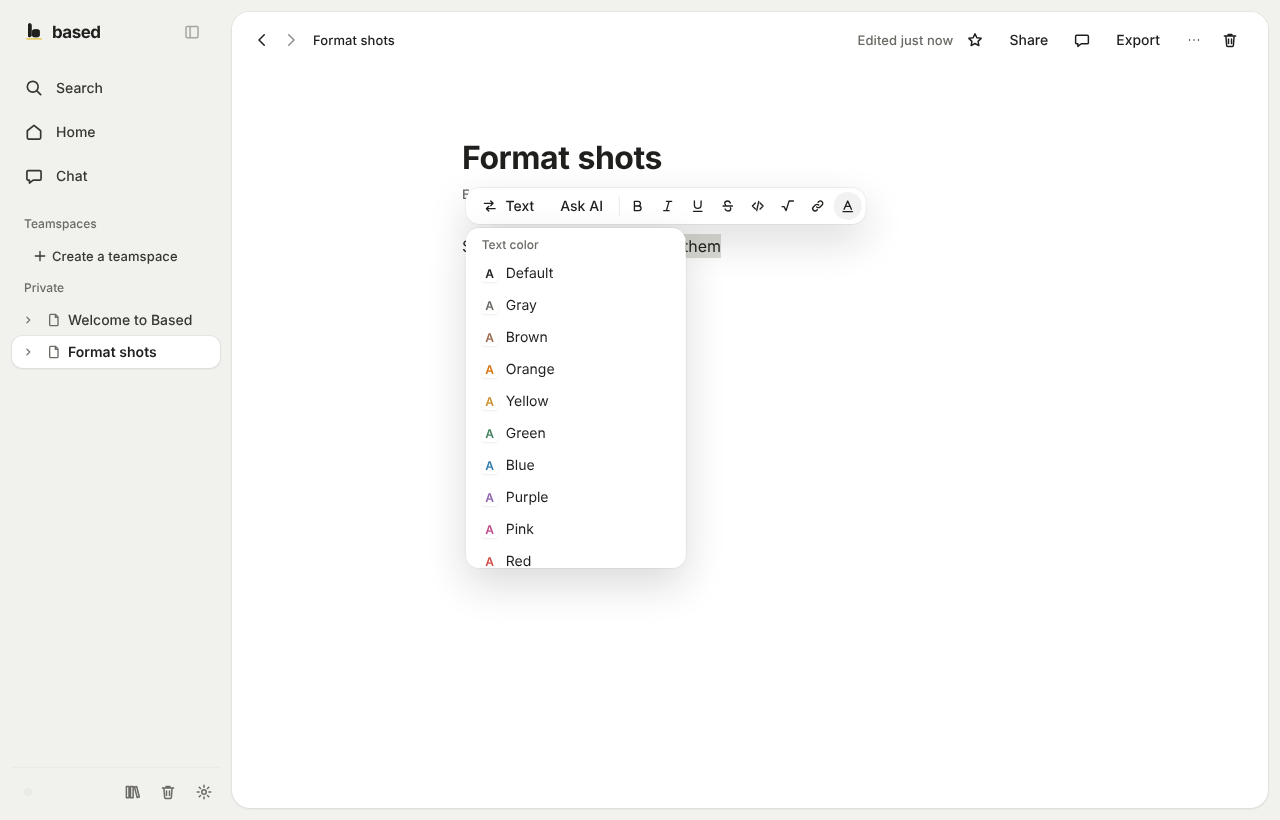 based
Search
Home
Chat
Teamspaces
Create a teamspace
Private
Welcome to Based
Format shots
Format shots
Edited just now
Share
Export
Format shots
Text
Ask AI
them
Text color
A Default
A Gray
A Brown
A Orange
A Yellow
A Green
A Blue
A Purple
A Pink
A Red